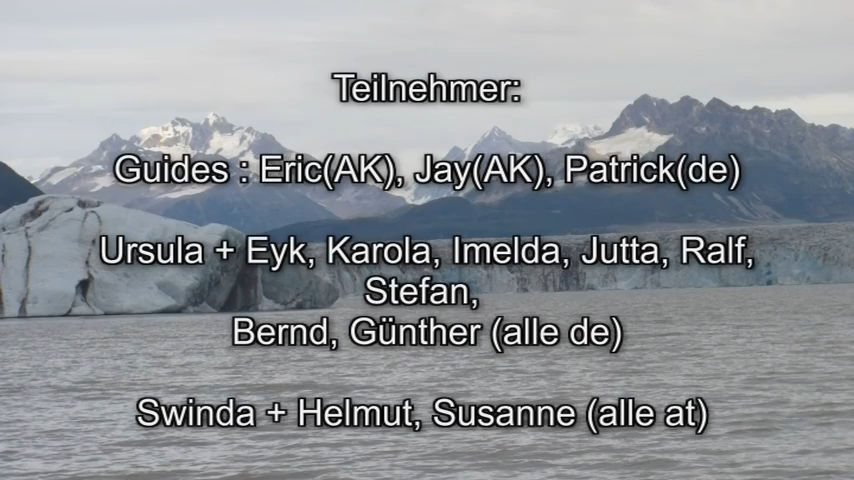 Teilnehmer:
Guides : Eric(AK), Jay(AK), Patrick(de)
Ursula + Eyk, Karola, Imelda, Jutta, Ralf,
Stefan,
Bernd, Günther (alle de)
Swinda + Helmut, Susanne (alle at)